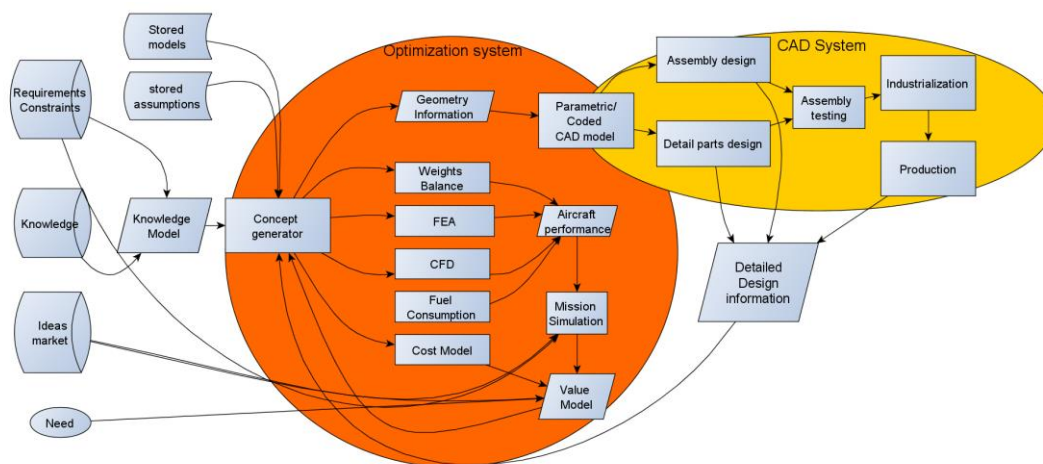 Stored
models
stored
assumptions
Requirements
Constraints
Knowledge
Knowledge
Model
Ideas
market
Need
Optimization system
Concept
generator
Geometry
Information
Weights
Balance
FEA
CFD
Fuel
Consumption
Cost Model
Aircraft
performance
Mission
Simulation
Value
Model
CAD System
Parametric/
Coded
CAD model
Assembly design
Detail parts design
Assembly
testing
Industrialization
Production
Detailed
Design
information